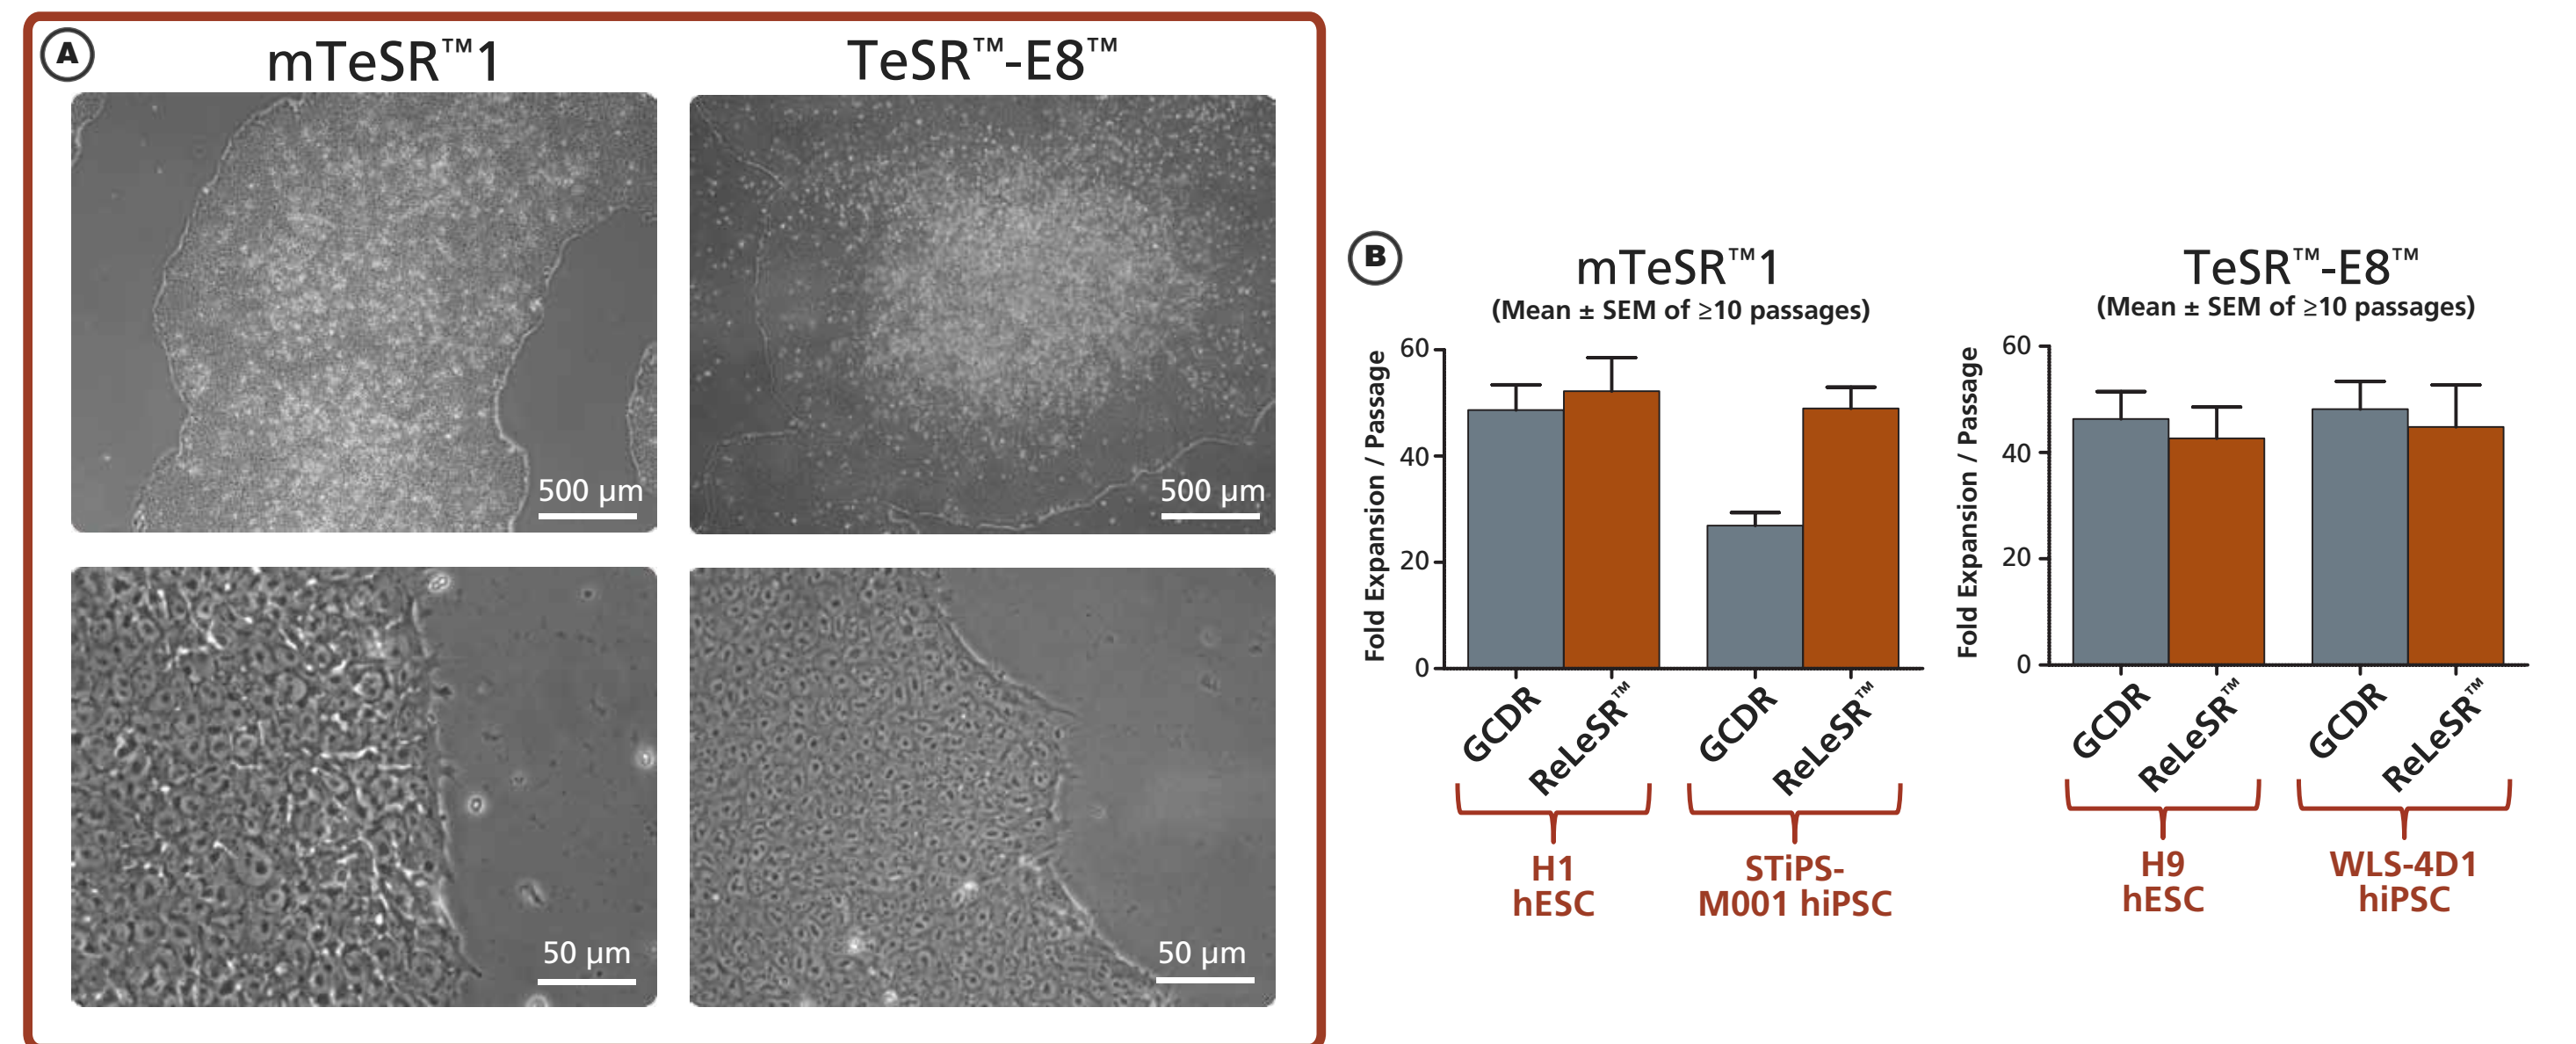 A
mTeSR™1
TeSR™-E8™
500 µm
500 µm
50 µm
50 µm
B
mTeSR™1
(Mean ± SEM of ≥10 passages)
Fold Expansion / Passage
60
40
20
0
GCDR
ReLeSR™
GCDR
ReLeSR™
H1
hESC
STiPS-
M001 hiPSC
TeSR™-E8™
(Mean ± SEM of ≥10 passages)
Fold Expansion / Passage
60
40
20
0
GCDR
ReLeSR™
GCDR
ReLeSR™
H9
hESC
WLS-4D1
hiPSC